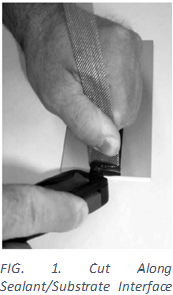 FIG. 1. Cut Along
Sealant/Substrate Interface